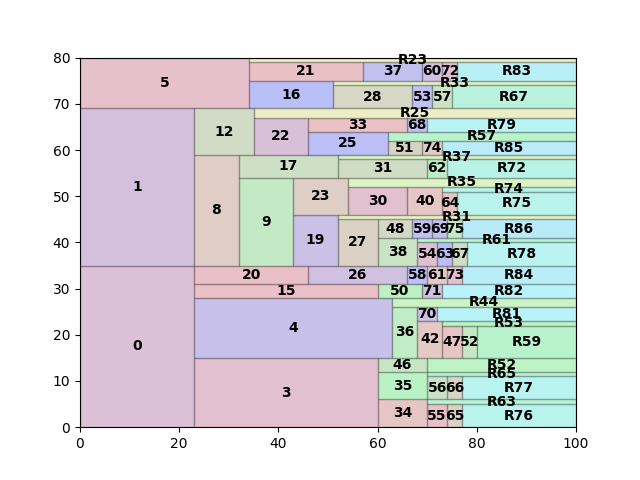 80
R23
5 21 37 60 72 R83
R33
70
16 28 53 57 R67
R25
33 68 R79
12 22 R57
60
25 51 74 R85
R37
17 31 62 R72
R35
50
1 8 9 23 30 40 64 R74
R75
R31
48 59 69 75 R86
40
19 27 R61
38 54 63 67 R78
20 26 58 61 73 R84
30
15 50 71 R82
R44
4 36 70 R81
R53
20
0 42 47 52 R59
46 R52
R65
10
3 35 56 66 R77
R63
34 55 65 R76
0
0 20 40 60 80 100